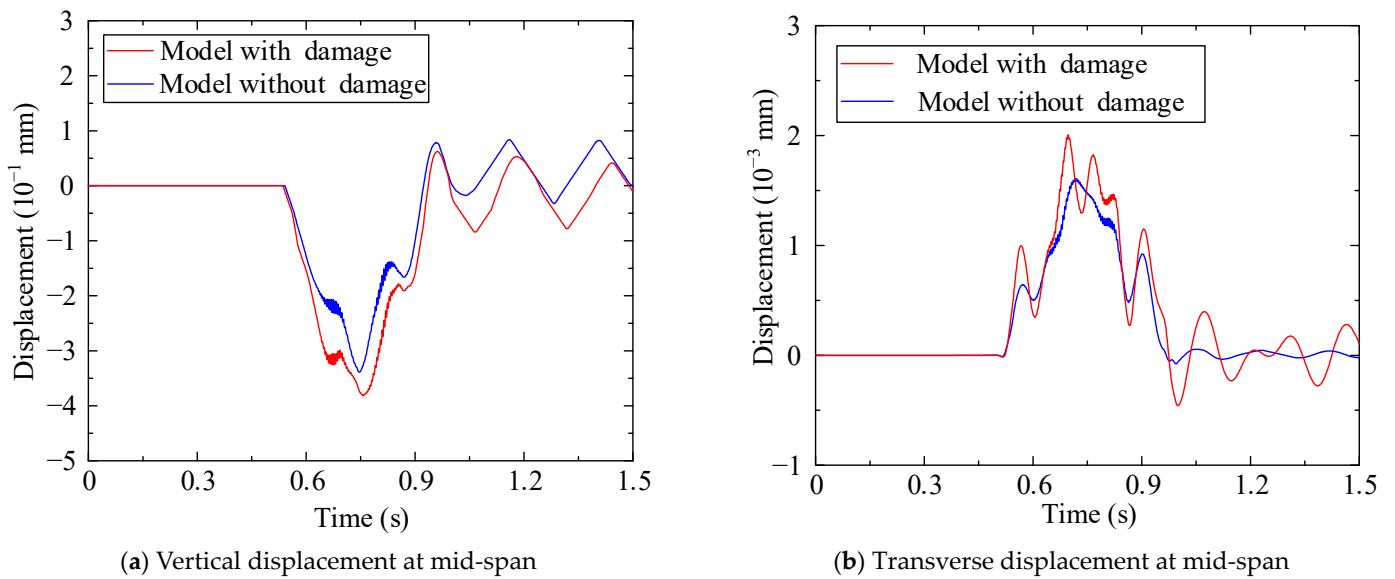 3
2
1
0
−1
−2
−3
−4
−5
Displacement (10⁻¹ mm)
Model with damage
Model without damage
0 0.3 0.6 0.9 1.2 1.5
Time (s)
(a) Vertical displacement at mid-span
3
2
1
0
−1
Displacement (10⁻³ mm)
Model with damage
Model without damage
0 0.3 0.6 0.9 1.2 1.5
Time (s)
(b) Transverse displacement at mid-span